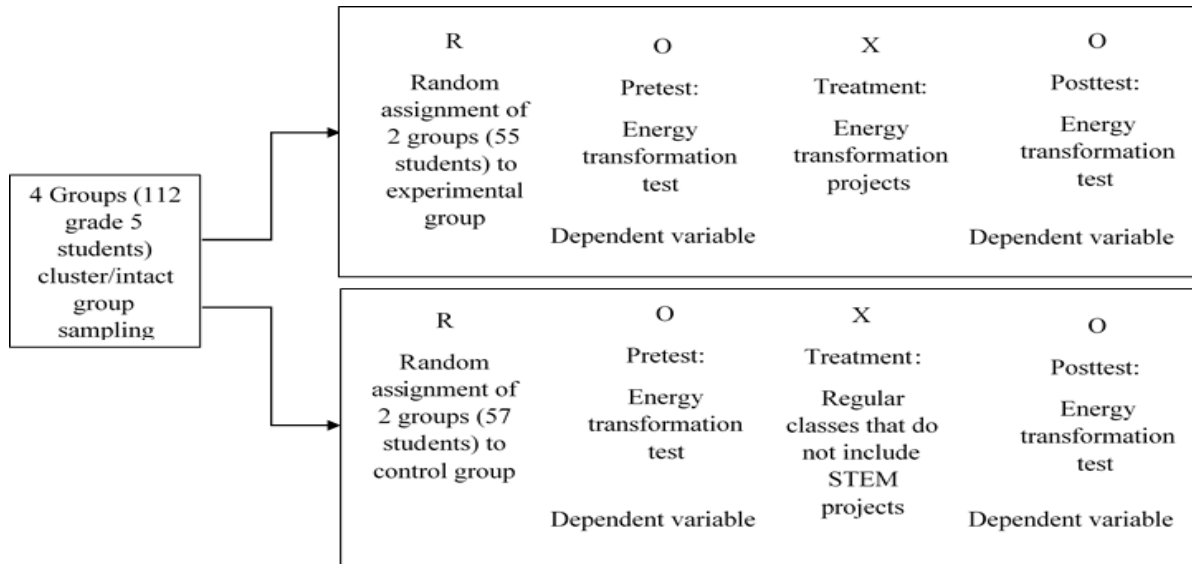 4 Groups (112
grade 5
students)
cluster/intact
group
sampling
R
Random
assignment of
2 groups (55
students) to
experimental
group
O
Pretest:
Energy
transformation
test
Dependent variable
X
Treatment:
Energy
transformation
projects
O
Posttest:
Energy
transformation
test
Dependent variable
R
Random
assignment of
2 groups (57
students) to
control group
O
Pretest:
Energy
transformation
test
Dependent variable
X
Treatment:
Regular
classes that do
not include
STEM
projects
O
Posttest:
Energy
transformation
test
Dependent variable